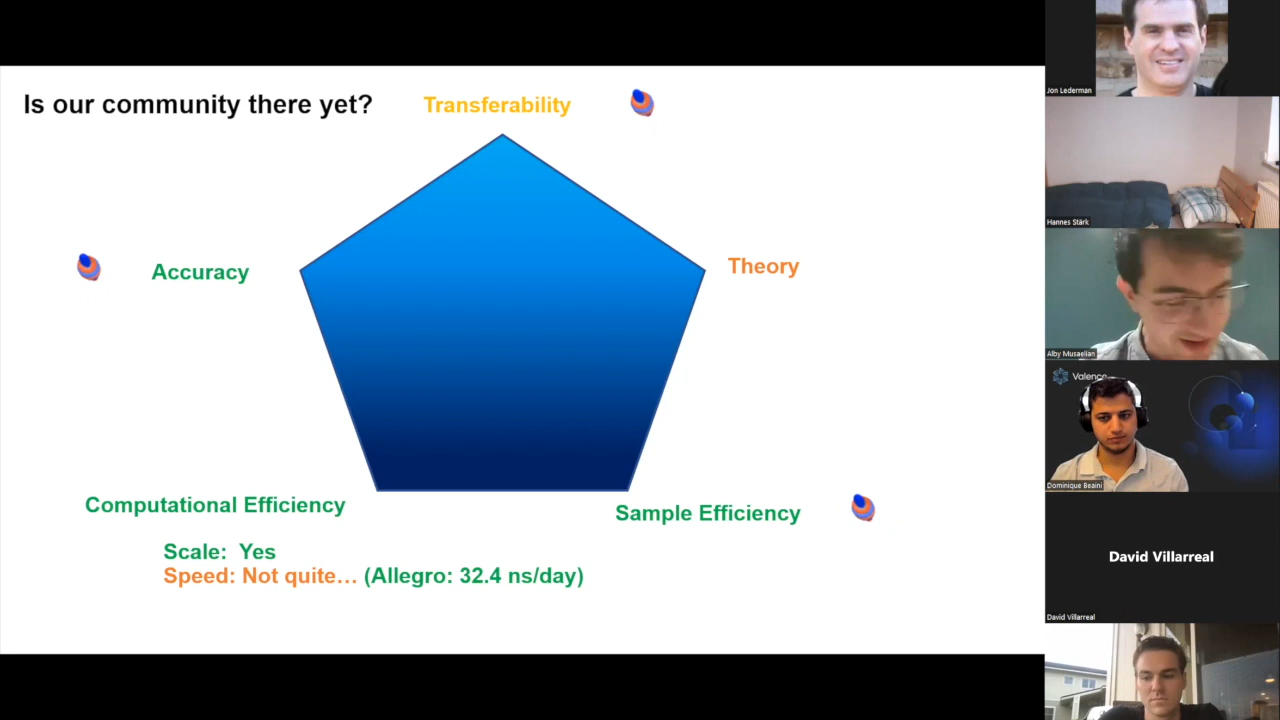 Is our community there yet?
Transferability
Accuracy
Theory
Computational Efficiency
Sample Efficiency
Scale: Yes
Speed: Not quite… (Allegro: 32.4 ns/day)
Jon Lederman
Hannes Stärk
Alby Musaelian
Valence
Dominique Beaini
David Villarreal
David Villarreal